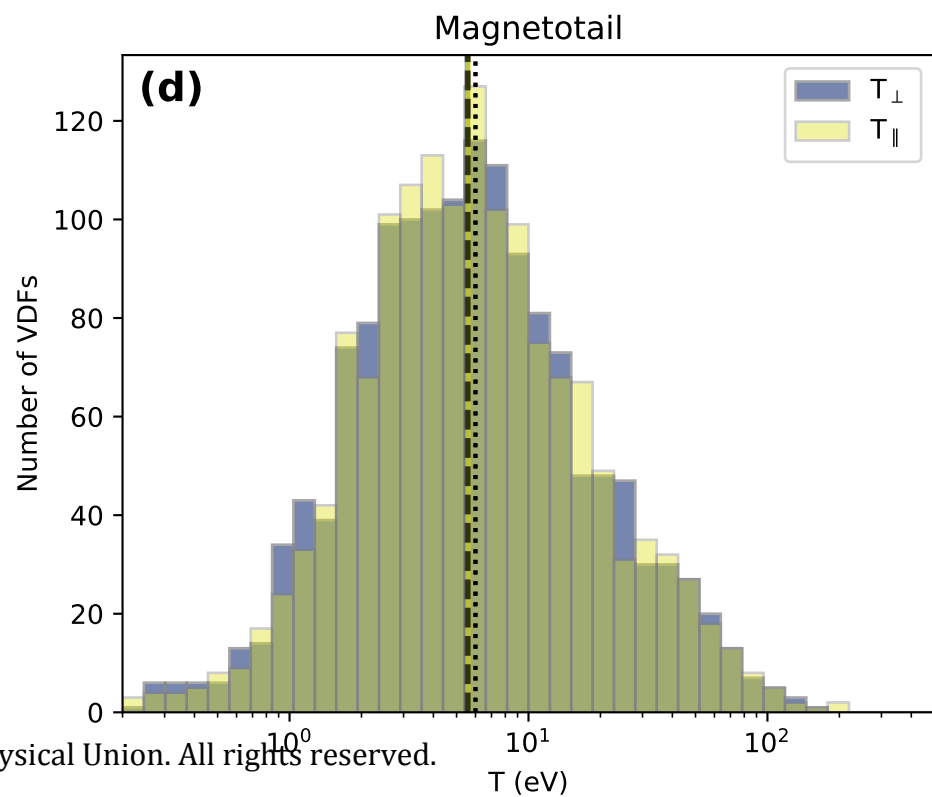 Magnetotail
(d)
T⊥
T∥
120
100
80
60
40
20
0
Number of VDFs
10⁰ 10¹ 10²
ysical Union. All rights reserved.
T (eV)